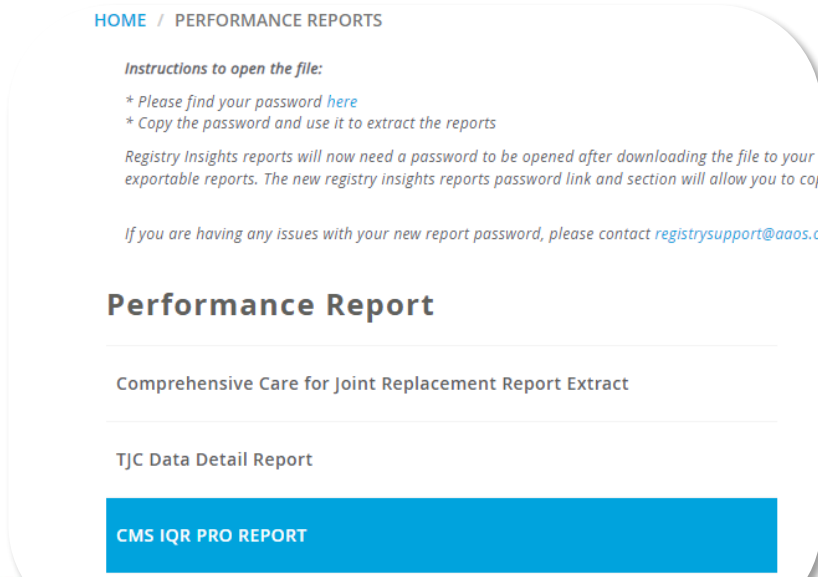 HOME / PERFORMANCE REPORTS
Instructions to open the file:
* Please find your password here
* Copy the password and use it to extract the reports
Registry Insights reports will now need a password to be opened after downloading the file to your
exportable reports. The new registry insights reports password link and section will allow you to
If you are having any issues with your new report password, please contact registrysupport@aaos.
Performance Report
Comprehensive Care for Joint Replacement Report Extract
TJC Data Detail Report
CMS IQR PRO REPORT